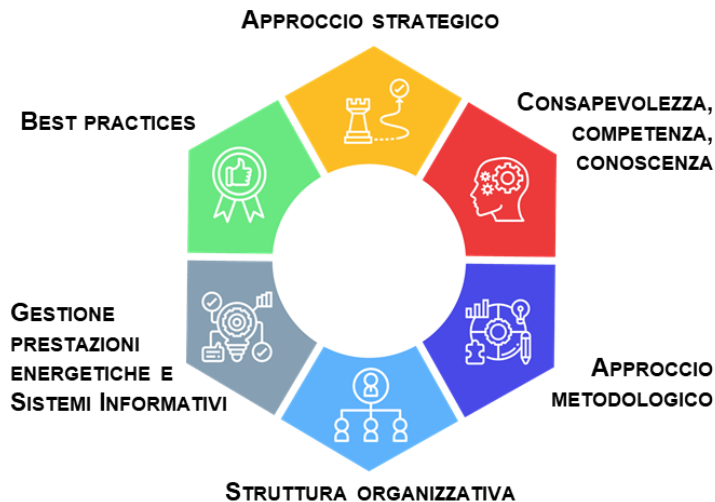 APPROCCIO STRATEGICO
CONSAPEVOLEZZA,
COMPETENZA,
CONOSCENZA
BEST PRACTICES
GESTIONE
PRESTAZIONI
ENERGETICHE E
SISTEMI INFORMATIVI
APPROCCIO
METODOLOGICO
STRUTTURA ORGANIZZATIVA